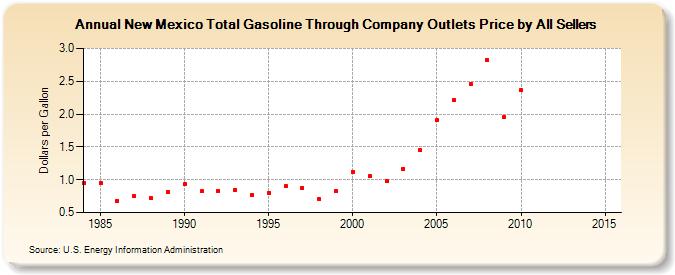 Annual New Mexico Total Gasoline Through Company Outlets Price by All Sellers
Dollars per Gallon
3.0
2.5
2.0
1.5
1.0
0.5
1985 1990 1995 2000 2005 2010 2015
Source: U.S. Energy Information Administration